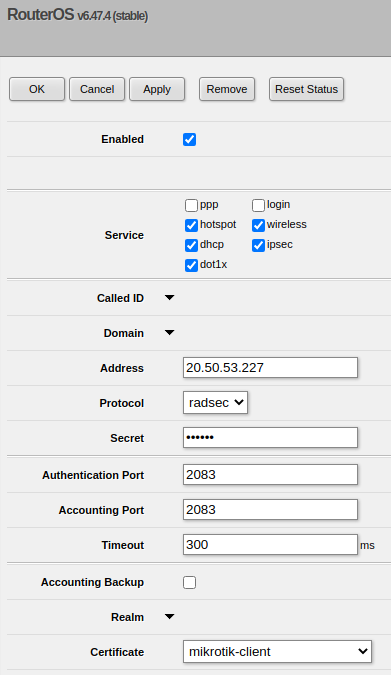 RouterOS v6.47.4 (stable)
OK Cancel Apply Remove Reset Status
Enabled
Service
ppp login
hotspot wireless
dhcp ipsec
dot1x
Called ID
Domain
Address 20.50.53.227
Protocol radsec
Secret ••••••
Authentication Port 2083
Accounting Port 2083
Timeout 300 ms
Accounting Backup
Realm
Certificate mikrotik-client